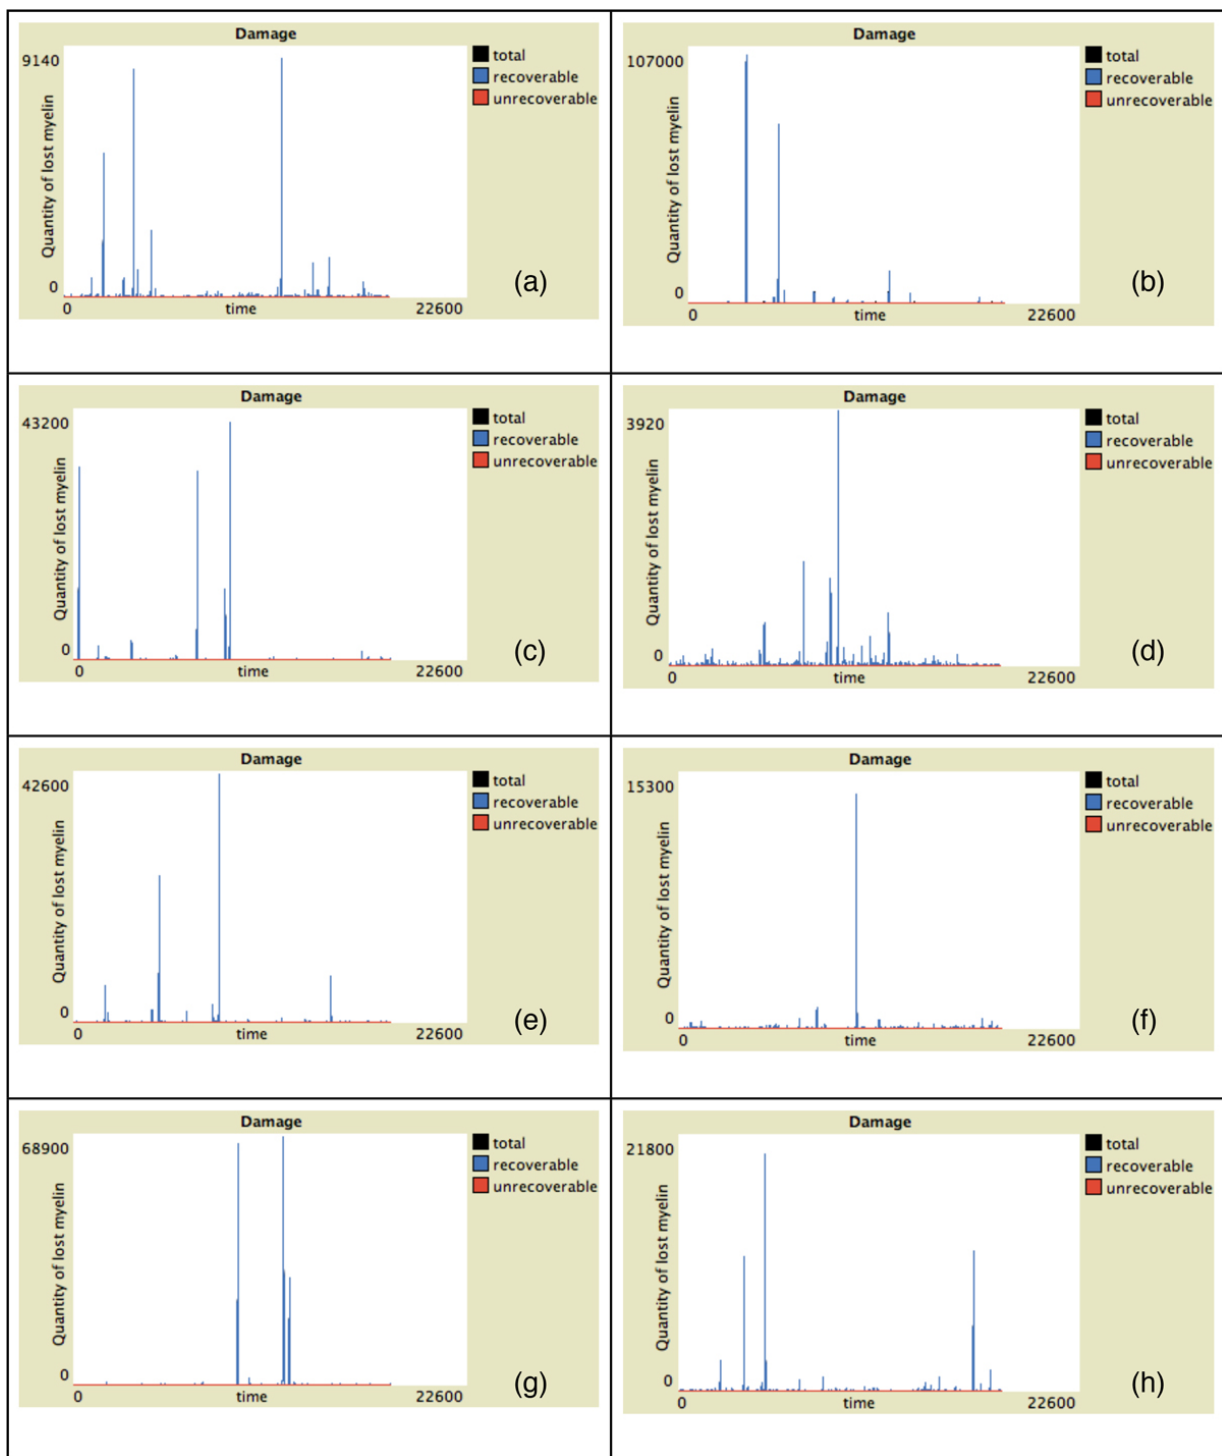 Damage
9140
Quantity of lost myelin
0
0
time
22600
total
recoverable
unrecoverable
(a)
Damage
107000
Quantity of lost myelin
0
0
time
22600
total
recoverable
unrecoverable
(b)
Damage
43200
Quantity of lost myelin
0
0
time
22600
total
recoverable
unrecoverable
(c)
Damage
3920
Quantity of lost myelin
0
0
time
22600
total
recoverable
unrecoverable
(d)
Damage
42600
Quantity of lost myelin
0
0
time
22600
total
recoverable
unrecoverable
(e)
Damage
15300
Quantity of lost myelin
0
0
time
22600
total
recoverable
unrecoverable
(f)
Damage
68900
Quantity of lost myelin
0
0
time
22600
total
recoverable
unrecoverable
(g)
Damage
21800
Quantity of lost myelin
0
0
time
22600
total
recoverable
unrecoverable
(h)